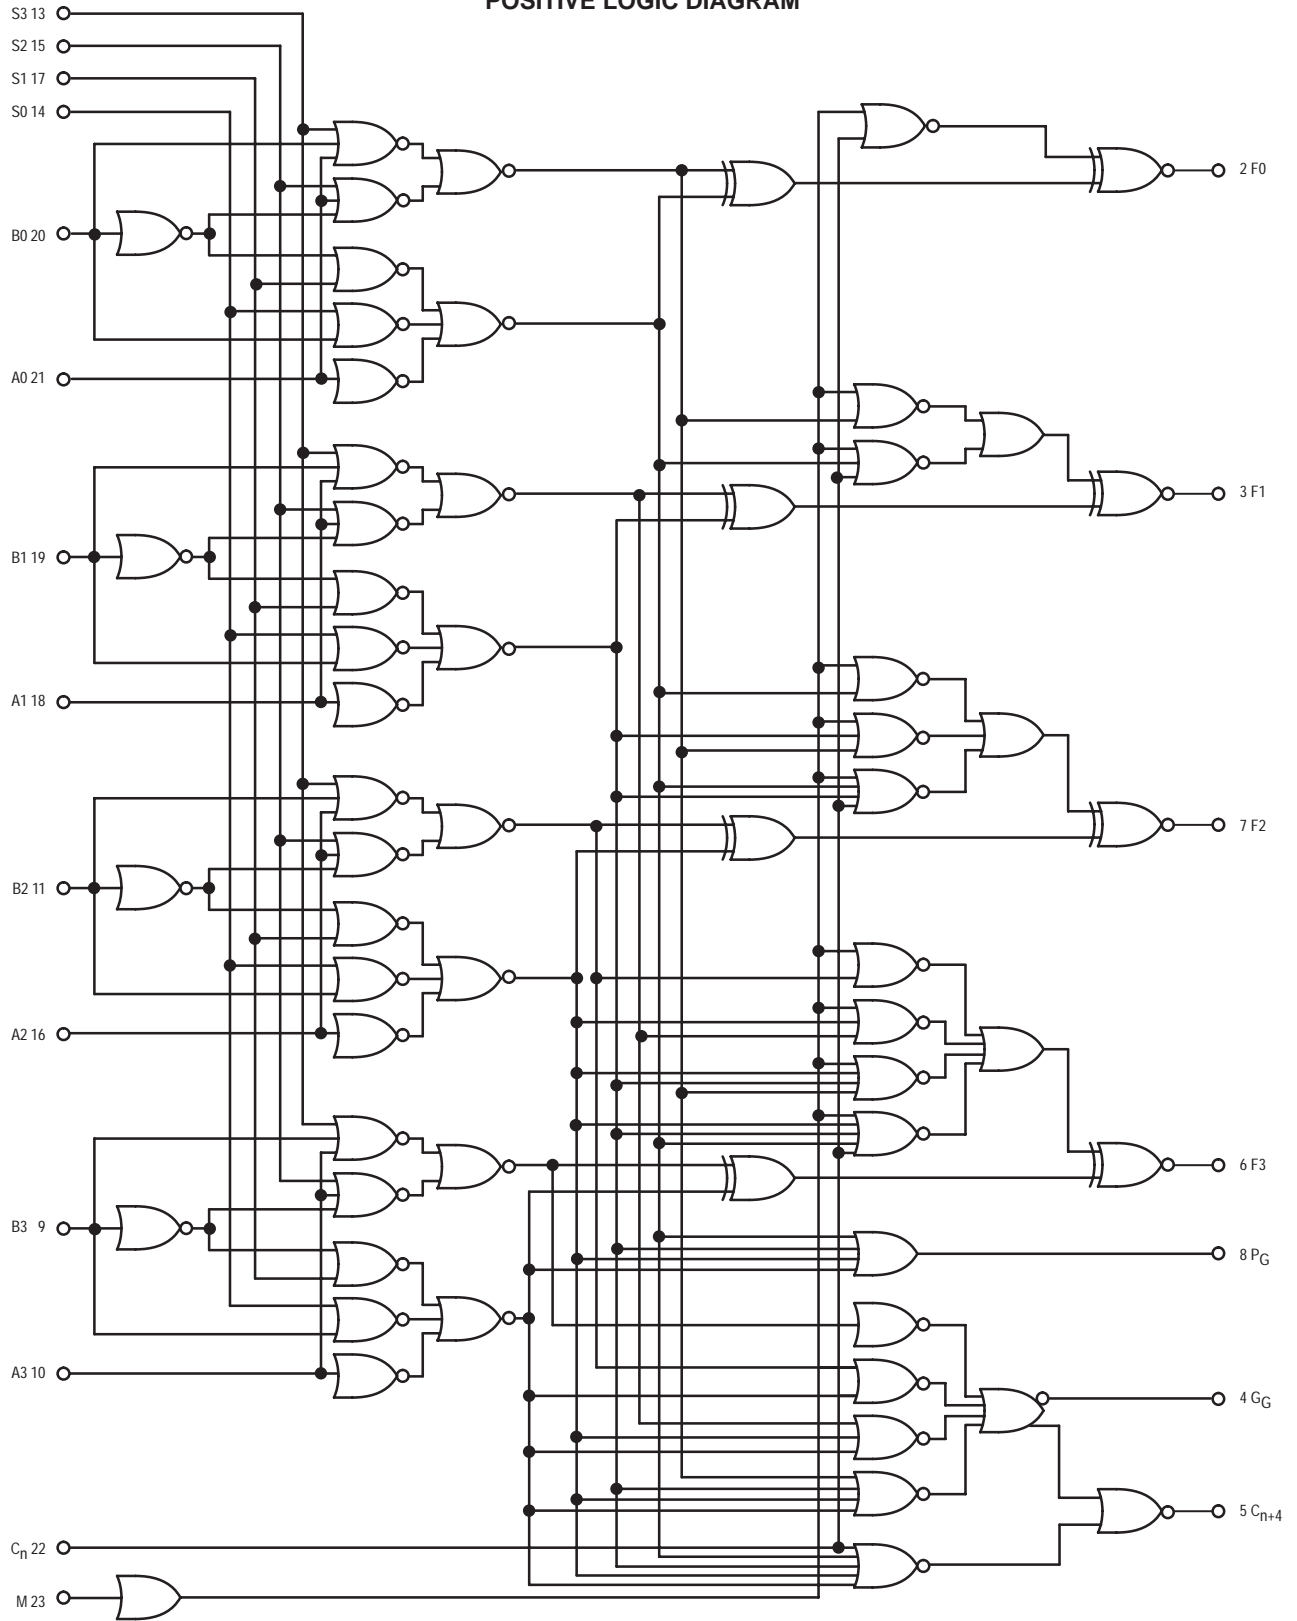 POSITIVE LOGIC DIAGRAM
S3 13
S2 15
S1 17
S0 14
2 F0
B0 20
A0 21
3 F1
B1 19
A1 18
7 F2
B2 11
A2 16
6 F3
B3 9
8 PG
A3 10
4 GG
5 Cn+4
Cn 22
M 23